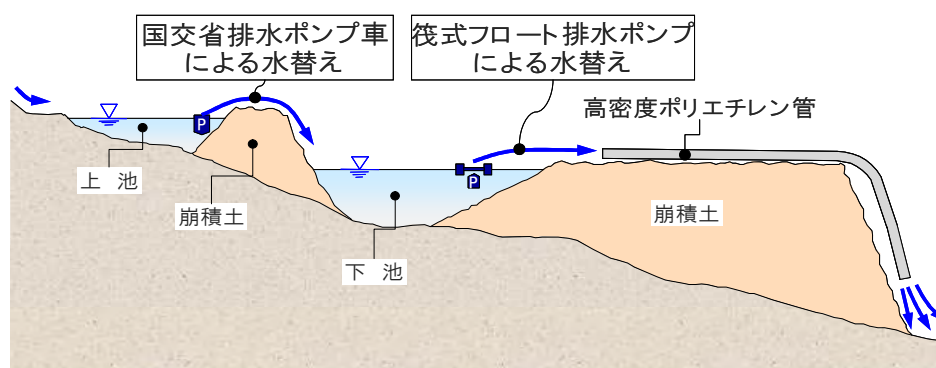 国交省排水ポンプ車
による水替え
筏式フロート排水ポンプ
による水替え
高密度ポリエチレン管
P
上 池
崩積土
P
下 池
崩積土